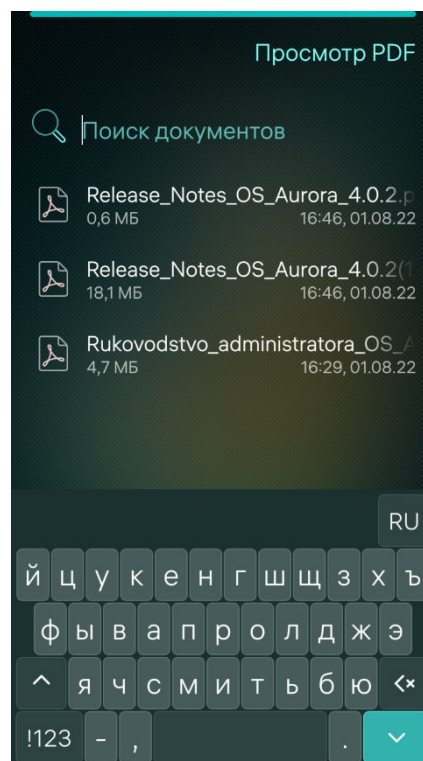 Просмотр PDF
Поиск документов
Release_Notes_OS_Aurora_4.0.2.p
0,6 МБ 16:46, 01.08.22
Release_Notes_OS_Aurora_4.0.2(1
18,1 МБ 16:46, 01.08.22
Rukovodstvo_administratora_OS_A
4,7 МБ 16:29, 01.08.22
RU
й ц у к е н г ш щ з х ъ
ф ы в а п р о л д ж э
я ч с м и т ь б ю
!123 - , .